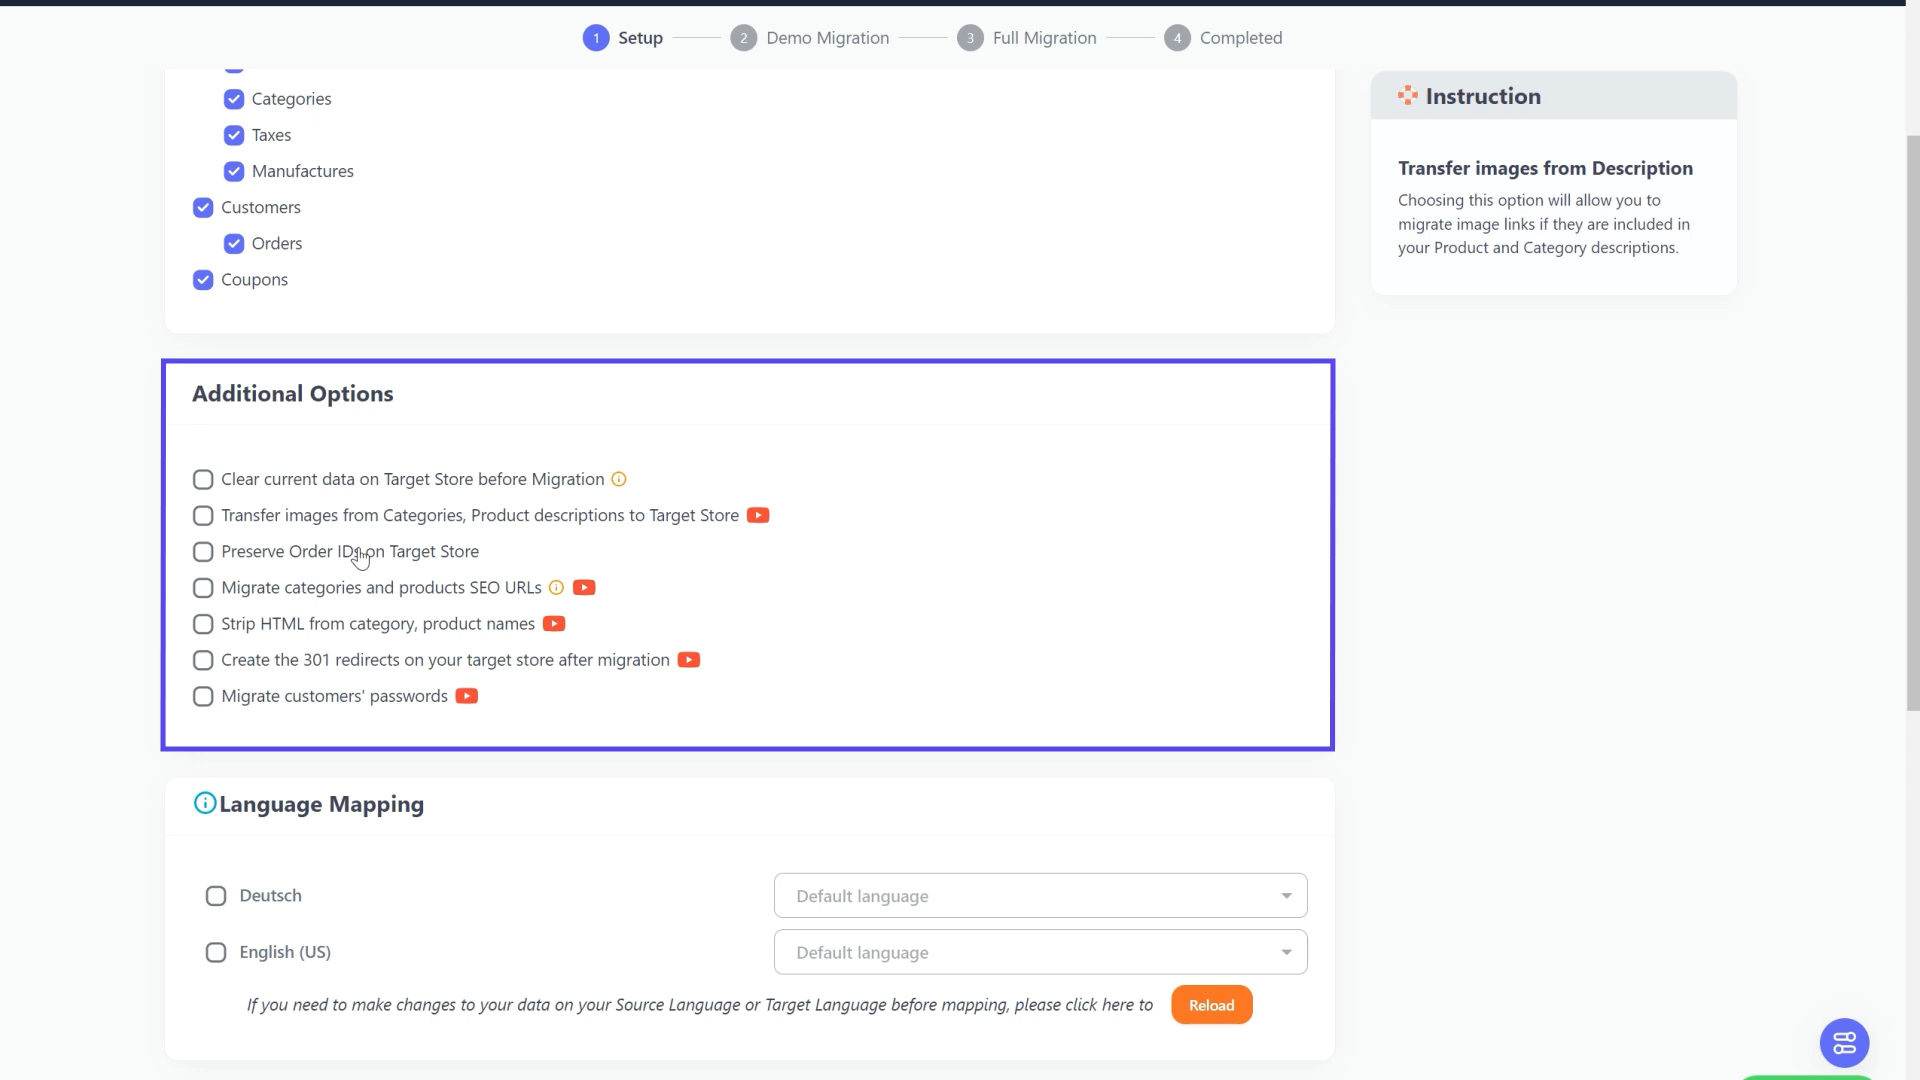 1 Setup 2 Demo Migration 3 Full Migration 4 Completed
Categories
Taxes
Manufactures
Customers
Orders
Coupons
Instruction
Transfer images from Description
Choosing this option will allow you to
migrate image links if they are included in
your Product and Category descriptions.
Additional Options
Clear current data on Target Store before Migration
Transfer images from Categories, Product descriptions to Target Store
Preserve Order IDs on Target Store
Migrate categories and products SEO URLs
Strip HTML from category, product names
Create the 301 redirects on your target store after migration
Migrate customers' passwords
Language Mapping
Deutsch Default language
English (US) Default language
If you need to make changes to your data on your Source Language or Target Language before mapping, please click here to Reload